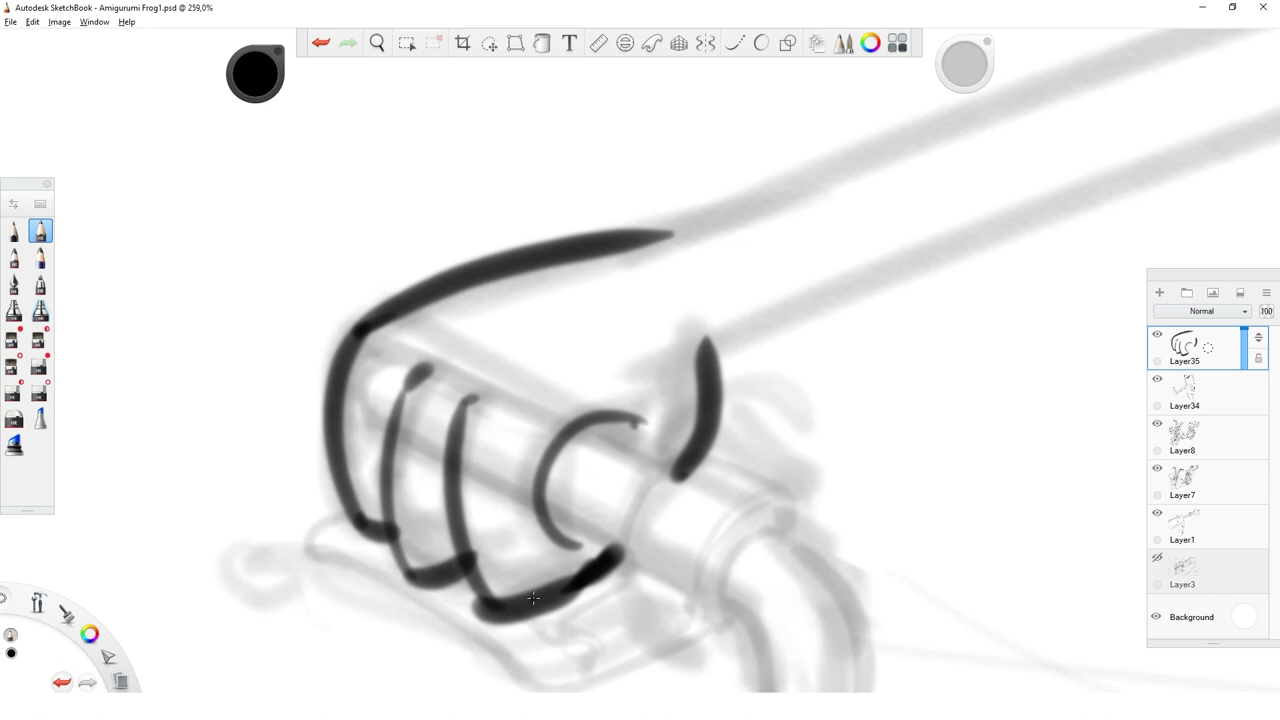 Autodesk SketchBook - Amigurumi Frog1.psd @ 259,0%
File Edit Image Window Help
Normal 100
Layer35
Layer34
Layer8
Layer7
Layer1
Layer3
Background